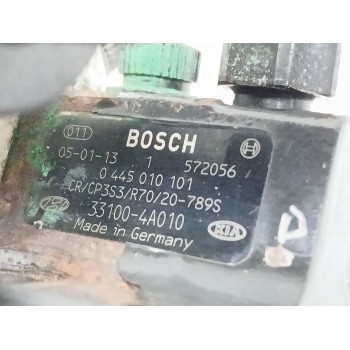 011 BOSCH
05-01-13 1 572056
0 445 010 101
CR/CP3S3/R70/20-789S
33100-4A010
Made in Germany KIA
D